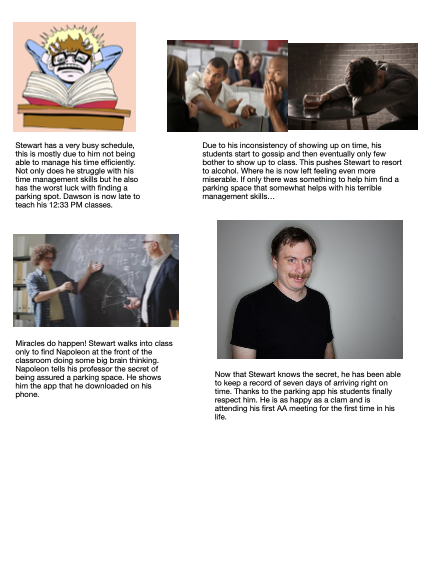 Stewart has a very busy schedule,
this is mostly due to him not being
able to manage his time efficiently.
Not only does he struggle with his
time management skills but he also
has the worst luck with finding a
parking spot. Dawson is now late to
teach his 12:33 PM classes.
Due to his inconsistency of showing up on time, his
students start to gossip and then eventually only few
bother to show up to class. This pushes Stewart to resort
to alcohol. Where he is now left feeling even more
miserable. If only there was something to help him find a
parking space that somewhat helps with his terrible
management skills…
Miracles do happen! Stewart walks into class
only to find Napoleon at the front of the
classroom doing some big brain thinking.
Napoleon tells his professor the secret of
being assured a parking space. He shows
him the app that he downloaded on his
phone.
Now that Stewart knows the secret, he has been able
to keep a record of seven days of arriving right on
time. Thanks to the parking app his students finally
respect him. He is as happy as a clam and is
attending his first AA meeting for the first time in his
life.